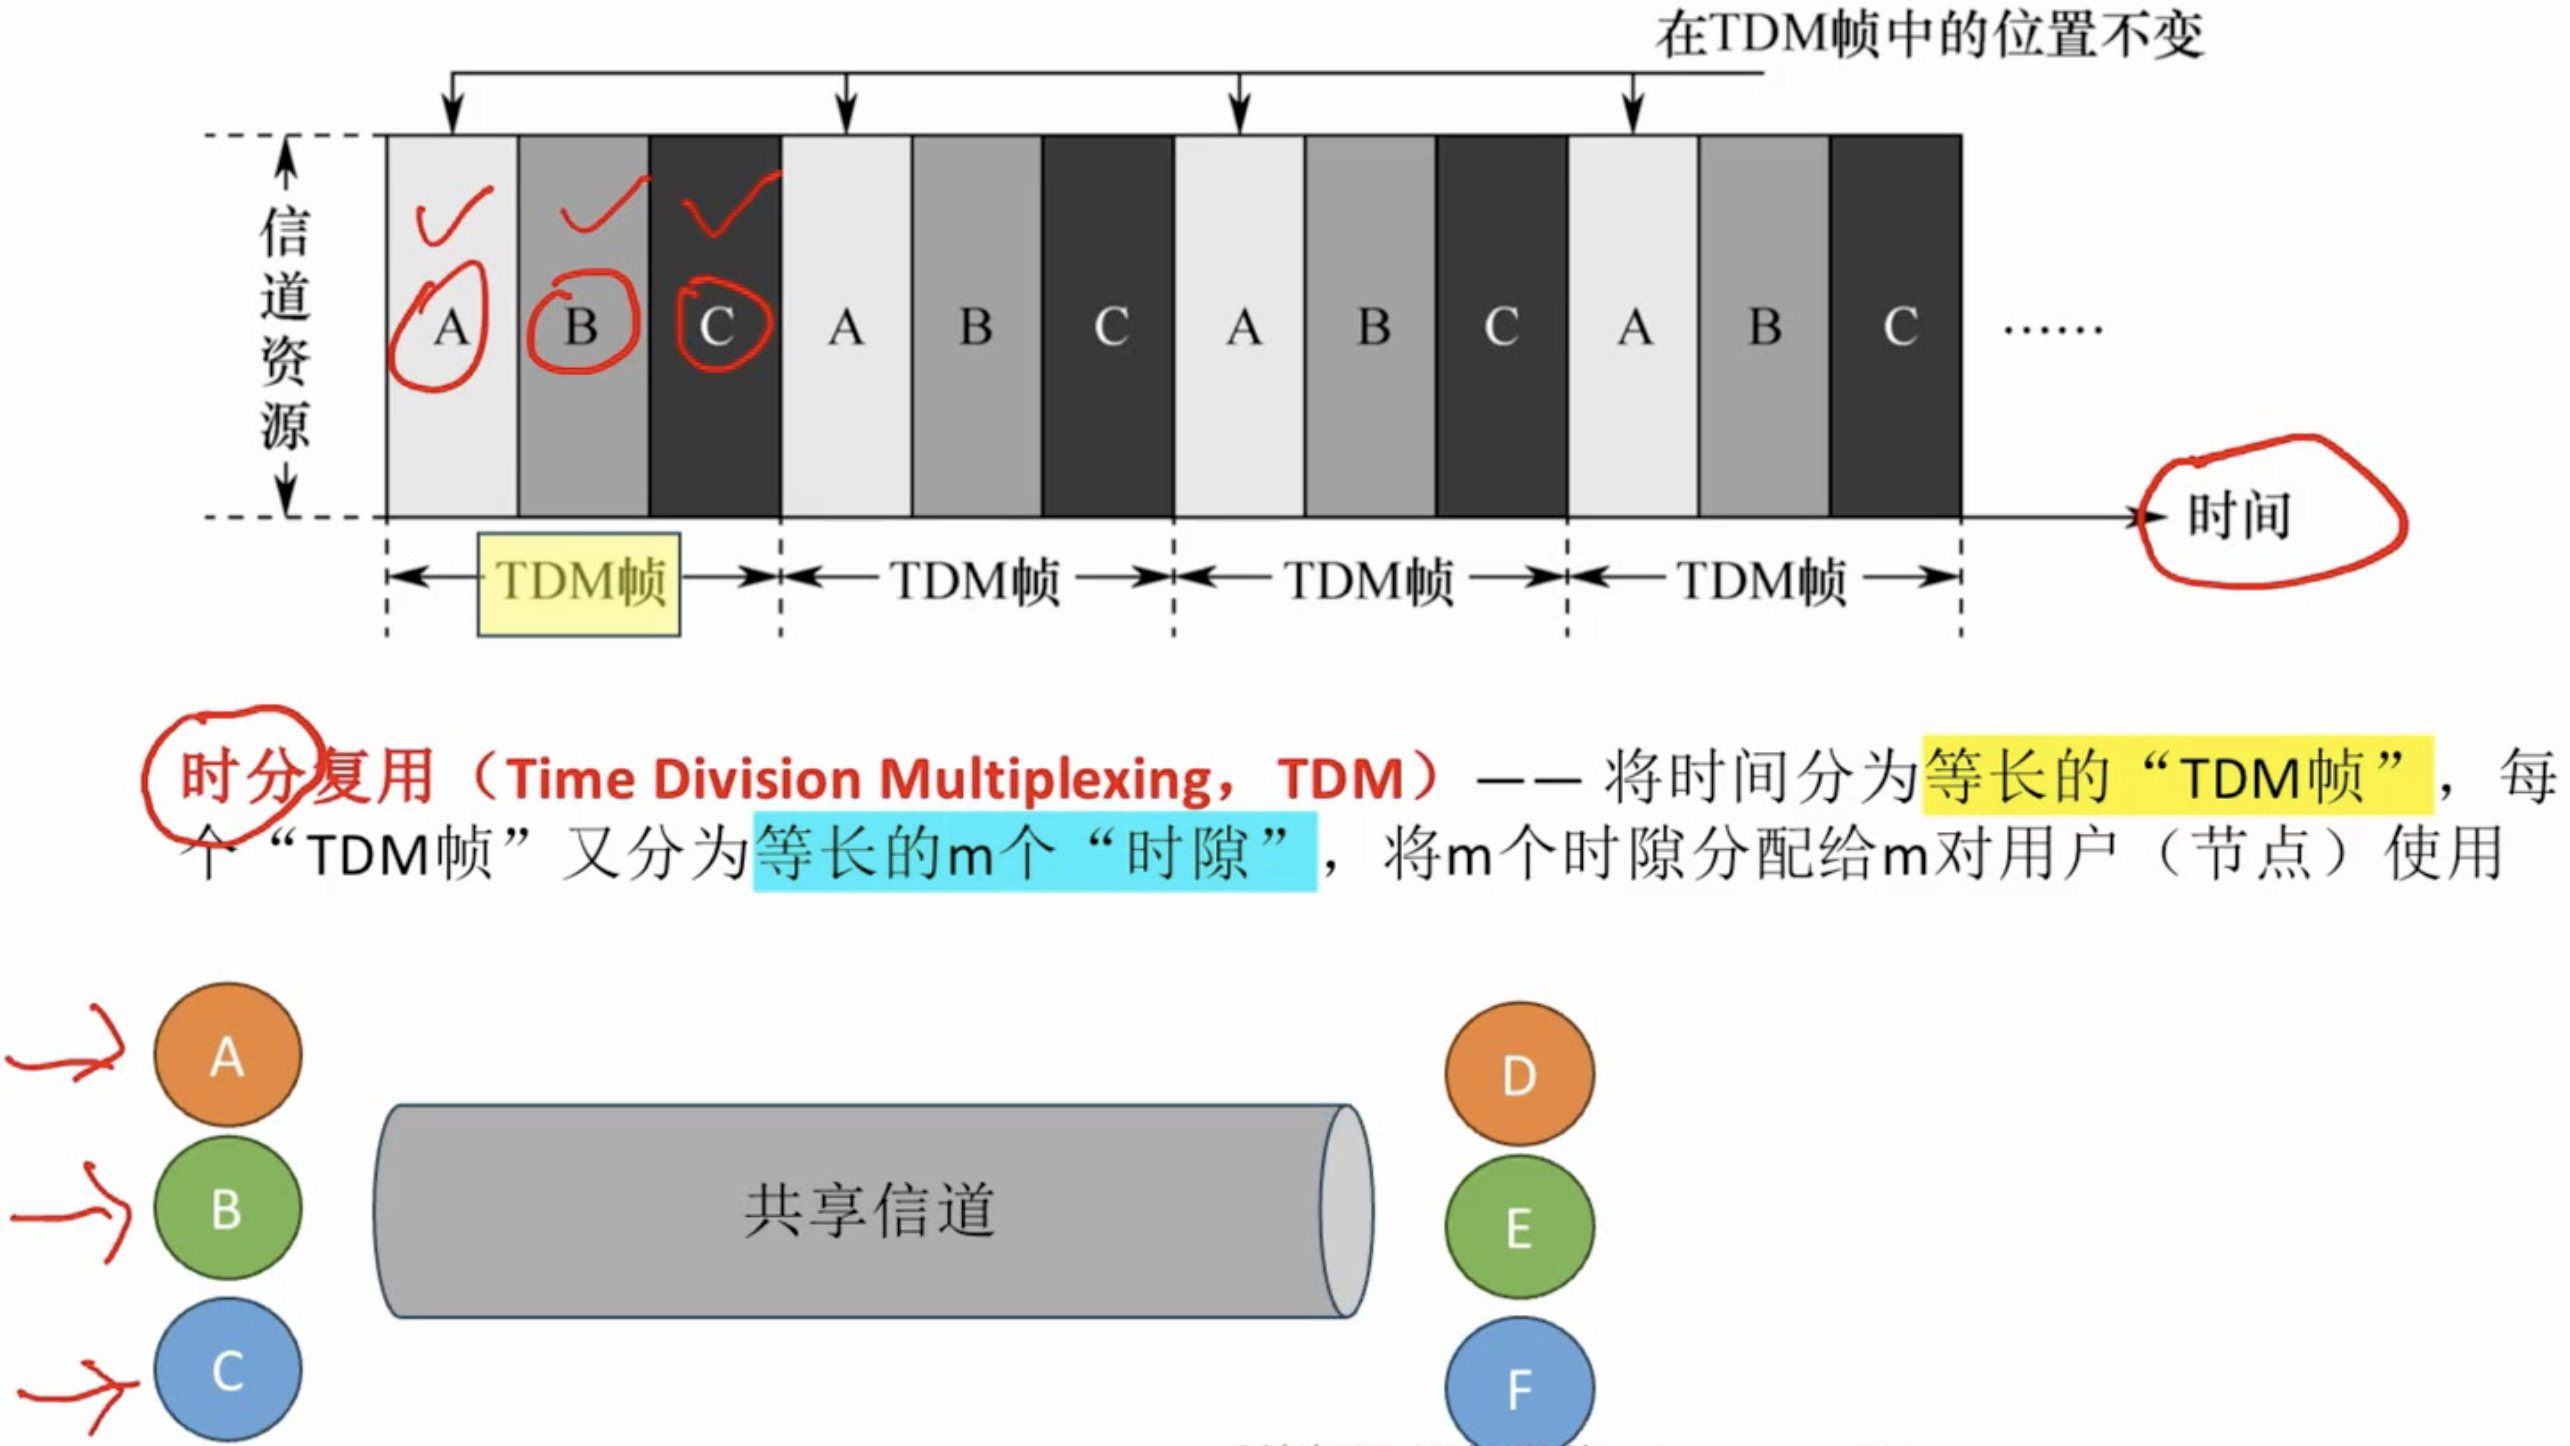 在TDM帧中的位置不变
信道资源
A B C A B C A B C A B C ……
时间
TDM帧 TDM帧 TDM帧 TDM帧
时分复用（Time Division Multiplexing，TDM）—— 将时间分为等长的“TDM帧”，每
个“TDM帧”又分为等长的m个“时隙”，将m个时隙分配给m对用户（节点）使用
A
B
C
共享信道
D
E
F